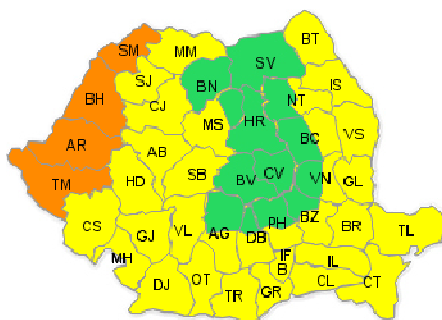 BT
SM
MM
SV
SJ
BN
IS
BH
CJ
NT
MS
HR
VS
BC
AR
AB
SB
CV
TM
HD
BV
VN
GL
CS
GJ
VL
AG
DB
PH
BZ
BR
TL
MH
IF
B
IL
DJ
OT
TR
GR
CL
CT